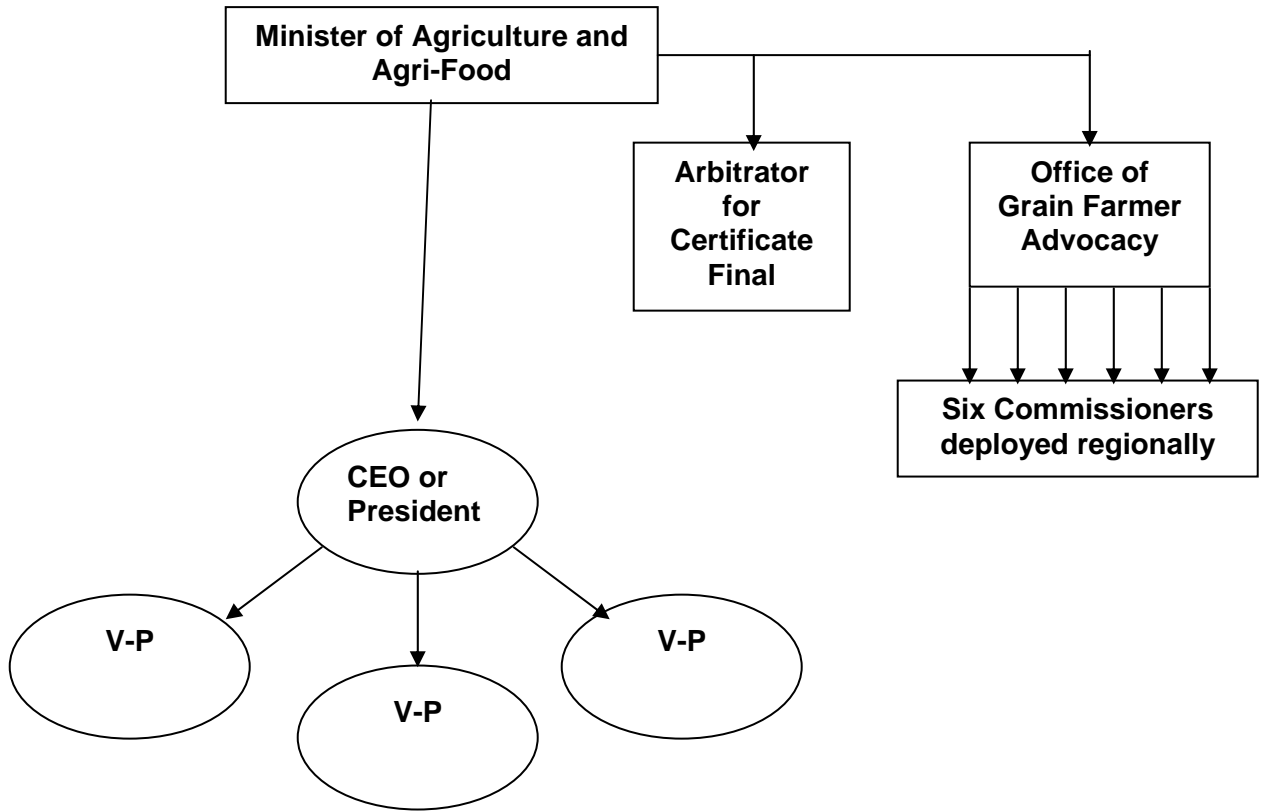 Minister of Agriculture and
Agri-Food
Arbitrator
for
Certificate
Final
Office of
Grain Farmer
Advocacy
Six Commissioners
deployed regionally
CEO or
President
V-P
V-P
V-P